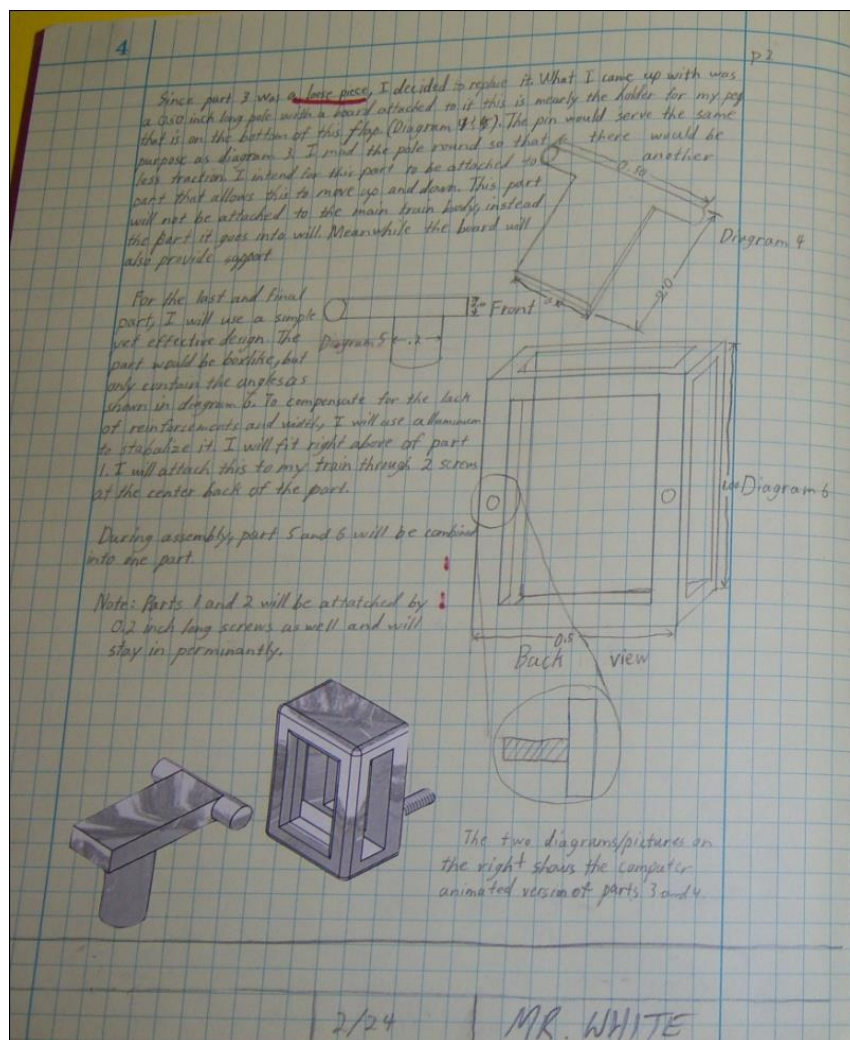 4
p2
Since part 3 was a loose piece, I decided to replace it. What I came up with was
a 0.50 inch long pole with a board attached to it this is mearly the holder for my peg
that is on the bottom of this flap. (Diagram 4 & 5). The pin would serve the same
purpose as diagram 3. I mad the pole round so that there would be
less traction. I intend for this part to be attached to another
part that allows this to move up and down. This part
will not be attached to the main train body, instead
the part it goes into will. Meanwhile the board will
also provide support
0.50
Diagram 4
For the last and final
part, I will use a simple
yet effective design. The
part would be boxlike, but
only contain the angles as
shown in diagram 6. To compensate for the lack
of reinforcements and width, I will use alluminum
to stabalize it. I will fit right above of part
1. I will attach this to my train through 2 screws
at the center back of the part.
Front
Diagram 5
.2
Diagram 6
During assembly, part 5 and 6 will be combined
into one part.
Note: Parts 1 and 2 will be attatched by
0.2 inch long screws as well and will
stay in perminantly.
0.5
Back view
The two diagrams/pictures on
the right shows the computer
animated version of parts 3 and 4.
2/24
MR. WHITE